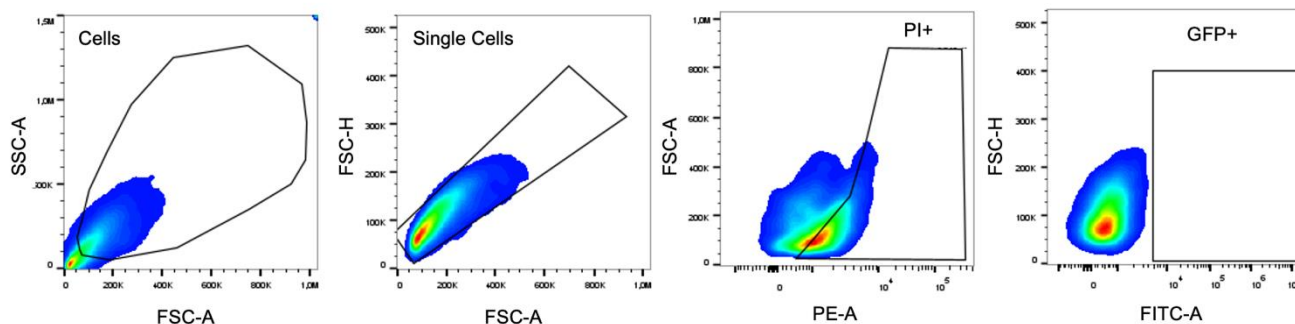 Cells
1,5M
1,0M
500K
0
0
200K
400K
600K
800K
1,0M
SSC-A
FSC-A
Single Cells
500K
400K
300K
200K
100K
0
0
200K
400K
600K
800K
1,0M
FSC-H
FSC-A
PI+
1,0M
800K
600K
400K
200K
0
0
10^4
10^5
FSC-A
PE-A
GFP+
500K
400K
300K
200K
100K
0
0
10^4
10^5
10^6
FSC-H
FITC-A